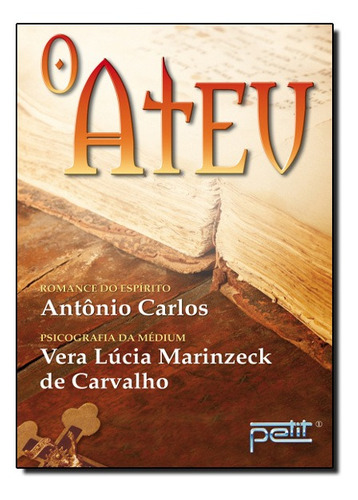 O ATEU
ROMANCE DO ESPÍRITO
Antônio Carlos
PSICOGRAFIA DA MÉDIUM
Vera Lúcia Marinzeck
de Carvalho
petit